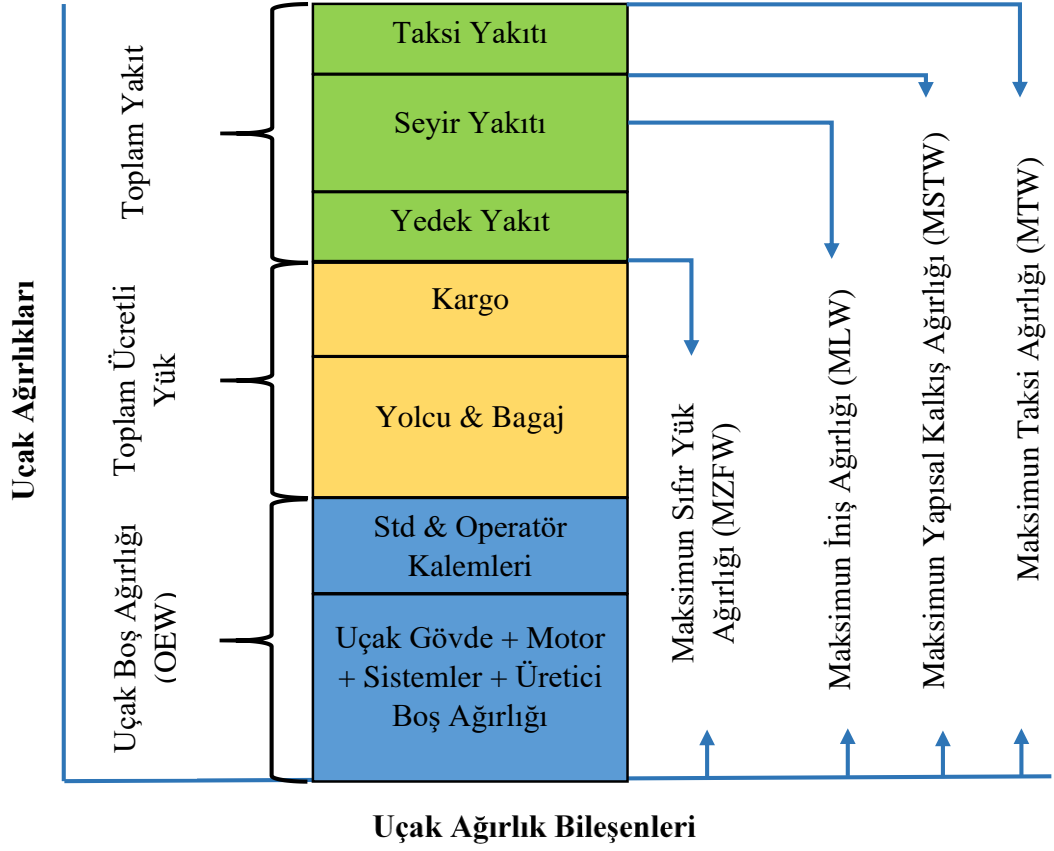 Uçak Ağırlıkları
Toplam Yakıt
Toplam Ücretli
Yük
Uçak Boş Ağırlığı
(OEW)
Taksi Yakıtı
Seyir Yakıtı
Yedek Yakıt
Kargo
Yolcu & Bagaj
Std & Operatör
Kalemleri
Uçak Gövde + Motor
+ Sistemler + Üretici
Boş Ağırlığı
Maksimun Sıfır Yük
Ağırlığı (MZFW)
Maksimun İniş Ağırlığı (MLW)
Maksimun Yapısal Kalkış Ağırlığı (MSTW)
Maksimun Taksi Ağırlığı (MTW)
Uçak Ağırlık Bileşenleri